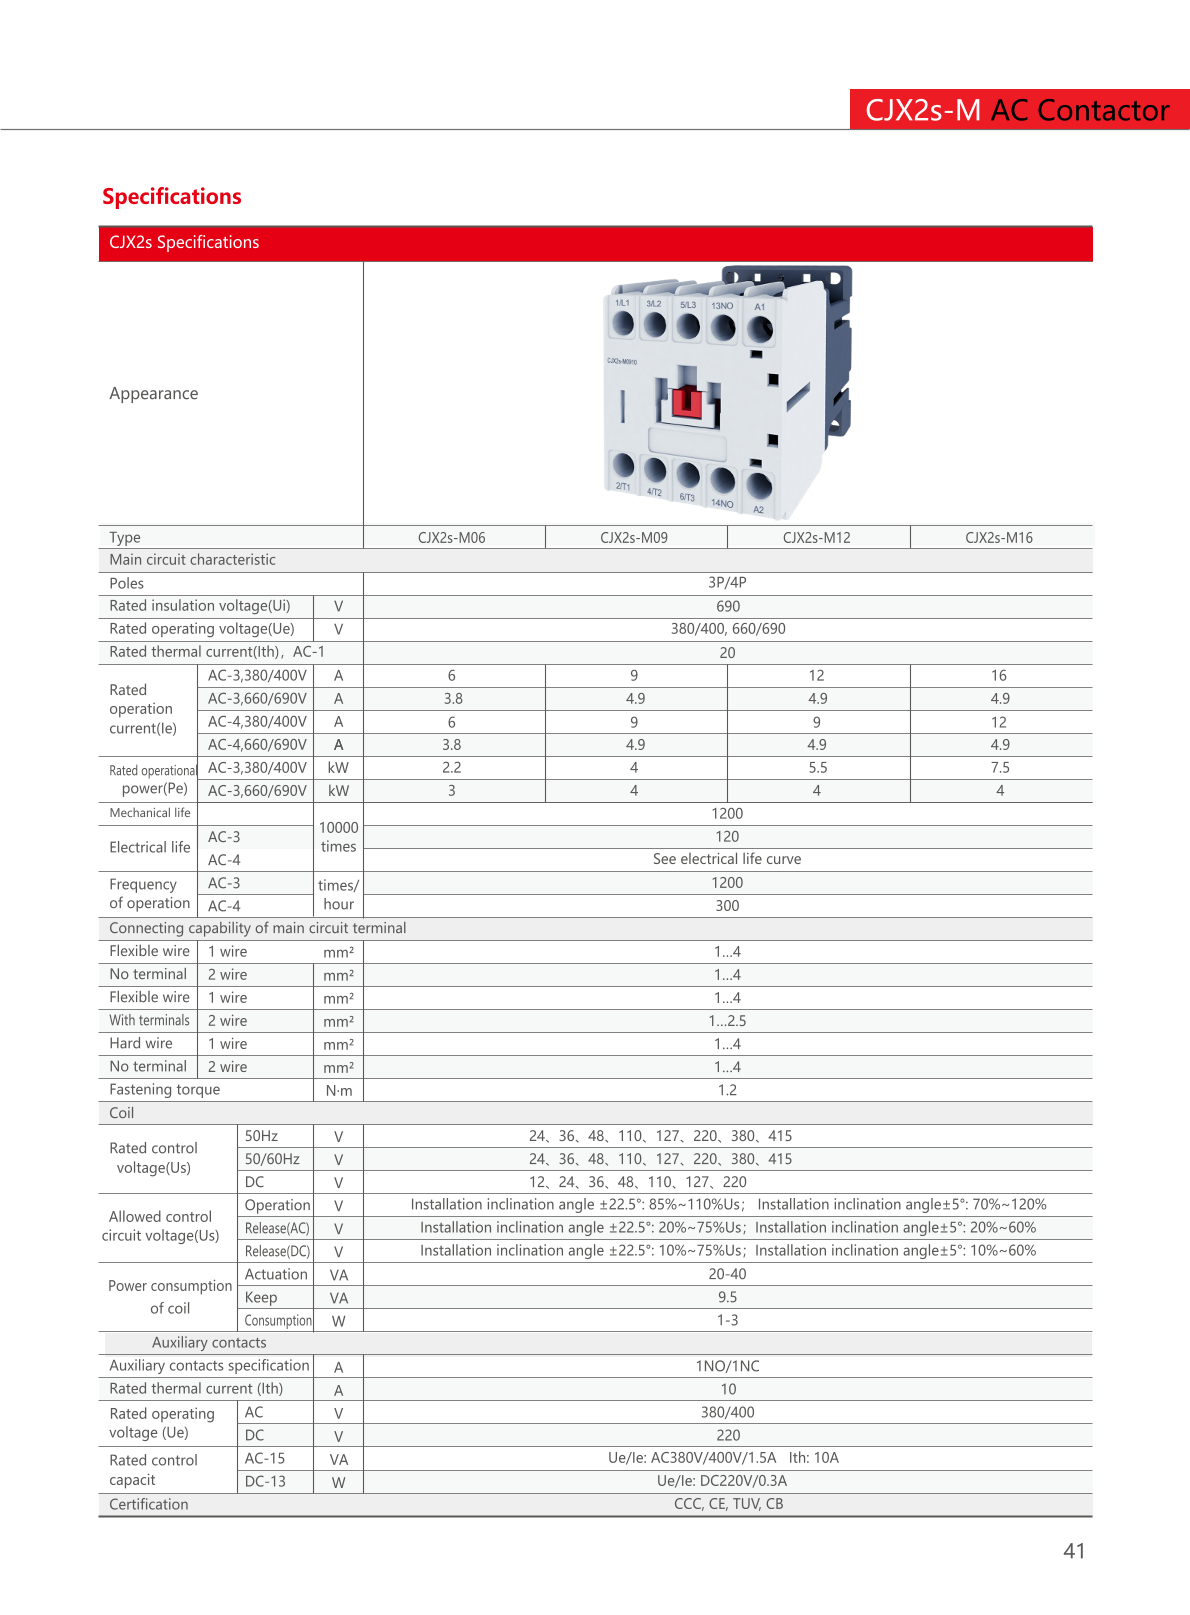 CJX2s-M AC Contactor
Specifications
CJX2s Specifications
Appearance
1/L1 3/L2 5/L3 13NO A1
CJX2s-M0910
2/T1 4/T2 6/T3 14NO A2
Type CJX2s-M06 CJX2s-M09 CJX2s-M12 CJX2s-M16
Main circuit characteristic
Poles 3P/4P
Rated insulation voltage(Ui) V 690
Rated operating voltage(Ue) V 380/400, 660/690
Rated thermal current(Ith)，AC-1 20
Rated
operation
current(Ie)
AC-3,380/400V A 6 9 12 16
AC-3,660/690V A 3.8 4.9 4.9 4.9
AC-4,380/400V A 6 9 9 12
AC-4,660/690V A 3.8 4.9 4.9 4.9
Rated operational
power(Pe)
AC-3,380/400V kW 2.2 4 5.5 7.5
AC-3,660/690V kW 3 4 4 4
Mechanical life 1200
10000
times
Electrical life
AC-3 120
AC-4 See electrical life curve
Frequency
of operation
times/
hour
AC-3 1200
AC-4 300
Connecting capability of main circuit terminal
Flexible wire 1 wire mm² 1...4
No terminal 2 wire mm² 1...4
Flexible wire 1 wire mm² 1...4
With terminals 2 wire mm² 1...2.5
Hard wire 1 wire mm² 1...4
No terminal 2 wire mm² 1...4
Fastening torque N·m 1.2
Coil
Rated control
voltage(Us)
50Hz V 24、36、48、110、127、220、380、415
50/60Hz V 24、36、48、110、127、220、380、415
DC V 12、24、36、48、110、127、220
Allowed control
circuit voltage(Us)
Operation V Installation inclination angle ±22.5°: 85%~110%Us； Installation inclination angle±5°: 70%~120%
Release(AC) V Installation inclination angle ±22.5°: 20%~75%Us；Installation inclination angle±5°: 20%~60%
Release(DC) V Installation inclination angle ±22.5°: 10%~75%Us；Installation inclination angle±5°: 10%~60%
Power consumption
of coil
Actuation VA 20-40
Keep VA 9.5
Consumption W 1-3
Auxiliary contacts
Auxiliary contacts specification A 1NO/1NC
Rated thermal current (Ith) A 10
Rated operating
voltage (Ue)
AC V 380/400
DC V 220
Rated control
capacit
AC-15 VA Ue/Ie: AC380V/400V/1.5A Ith: 10A
DC-13 W Ue/Ie: DC220V/0.3A
Certification CCC, CE, TUV, CB
41